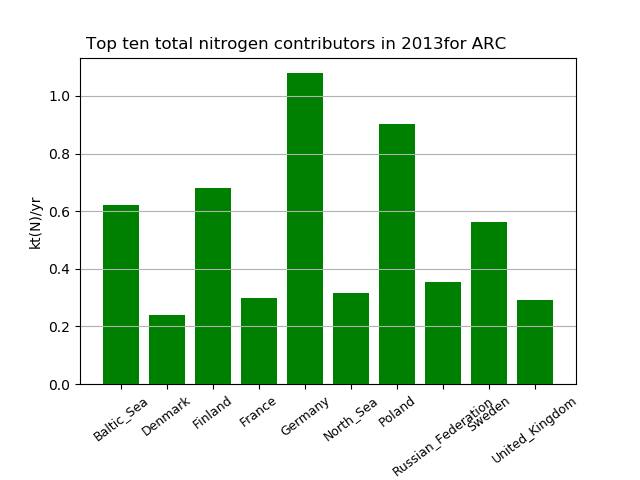 Top ten total nitrogen contributors in 2013for ARC
kt(N)/yr
1.0
0.8
0.6
0.4
0.2
0.0
Baltic_Sea
Denmark
Finland
France
Germany
North_Sea
Poland
Russian_Federation
Sweden
United_Kingdom